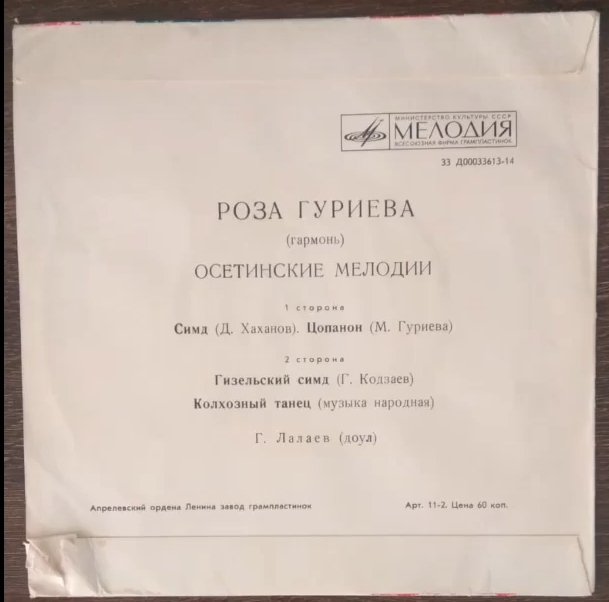 МИНИСТЕРСТВО КУЛЬТУРЫ СССР
МЕЛОДИЯ
ВСЕСОЮЗНАЯ ФИРМА ГРАМПЛАСТИНОК
33 Д00033613-14
РОЗА ГУРИЕВА
(гармонь)
ОСЕТИНСКИЕ МЕЛОДИИ
1 сторона
Симд (Д. Хаханов). Цопанон (М. Гуриева)
2 сторона
Гизельский симд (Г. Кодзаев)
Колхозный танец (музыка народная)
Г. Лалаев (доул)
Апрелевский ордена Ленина завод грампластинок
Арт. 11-2. Цена 60 коп.